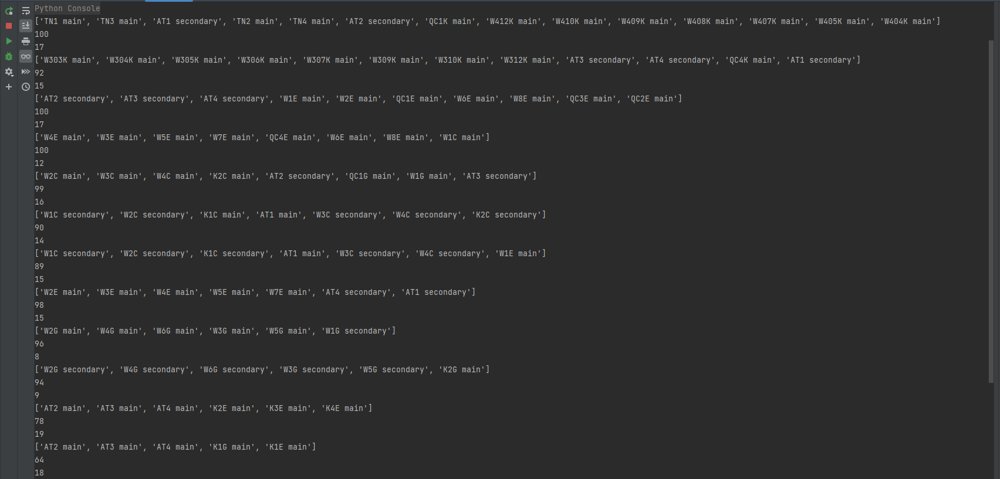 Python Console
['TN1 main', 'TN3 main', 'AT1 secondary', 'TN2 main', 'TN4 main', 'AT2 secondary', 'QC1K main', 'W412K main', 'W410K main', 'W409K main', 'W408K main', 'W407K main', 'W405K main', 'W404K main']
100
17
['W303K main', 'W304K main', 'W305K main', 'W306K main', 'W307K main', 'W309K main', 'W310K main', 'W312K main', 'AT3 secondary', 'AT4 secondary', 'QC4K main', 'AT1 secondary']
92
15
['AT2 secondary', 'AT3 secondary', 'AT4 secondary', 'W1E main', 'W2E main', 'QC1E main', 'W6E main', 'W8E main', 'QC3E main', 'QC2E main']
100
17
['W4E main', 'W3E main', 'W5E main', 'W7E main', 'QC4E main', 'W6E main', 'W8E main', 'W1C main']
100
12
['W2C main', 'W3C main', 'W4C main', 'K2C main', 'AT2 secondary', 'QC1G main', 'W1G main', 'AT3 secondary']
99
16
['W1C secondary', 'W2C secondary', 'K1C main', 'AT1 main', 'W3C secondary', 'W4C secondary', 'K2C secondary']
90
14
['W1C secondary', 'W2C secondary', 'K1C secondary', 'AT1 main', 'W3C secondary', 'W4C secondary', 'W1E main']
89
15
['W2E main', 'W3E main', 'W4E main', 'W5E main', 'W7E main', 'AT4 secondary', 'AT1 secondary']
98
15
['W2G main', 'W4G main', 'W6G main', 'W3G main', 'W5G main', 'W1G secondary']
96
8
['W2G secondary', 'W4G secondary', 'W6G secondary', 'W3G secondary', 'W5G secondary', 'K2G main']
94
9
['AT2 main', 'AT3 main', 'AT4 main', 'K2E main', 'K3E main', 'K4E main']
78
19
['AT2 main', 'AT3 main', 'AT4 main', 'K1G main', 'K1E main']
64
18